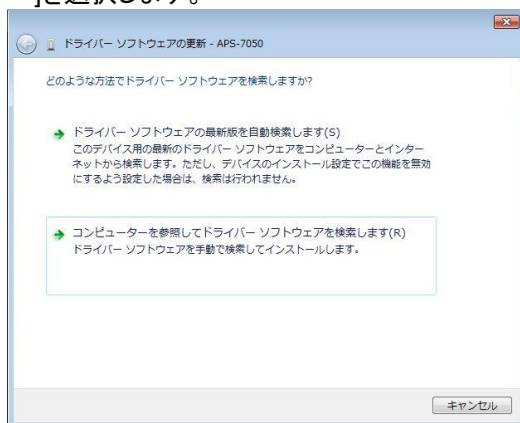 ]を選択します。
ドライバー ソフトウェアの更新 - APS-7050
どのような方法でドライバー ソフトウェアを検索しますか?
ドライバー ソフトウェアの最新版を自動検索します(S)
このデバイス用の最新のドライバー ソフトウェアをコンピューターとインター
ネットから検索します。ただし、デバイスのインストール設定でこの機能を無効
にするよう設定した場合は、検索は行われません。
コンピューターを参照してドライバー ソフトウェアを検索します(R)
ドライバー ソフトウェアを手動で検索してインストールします。
キャンセル